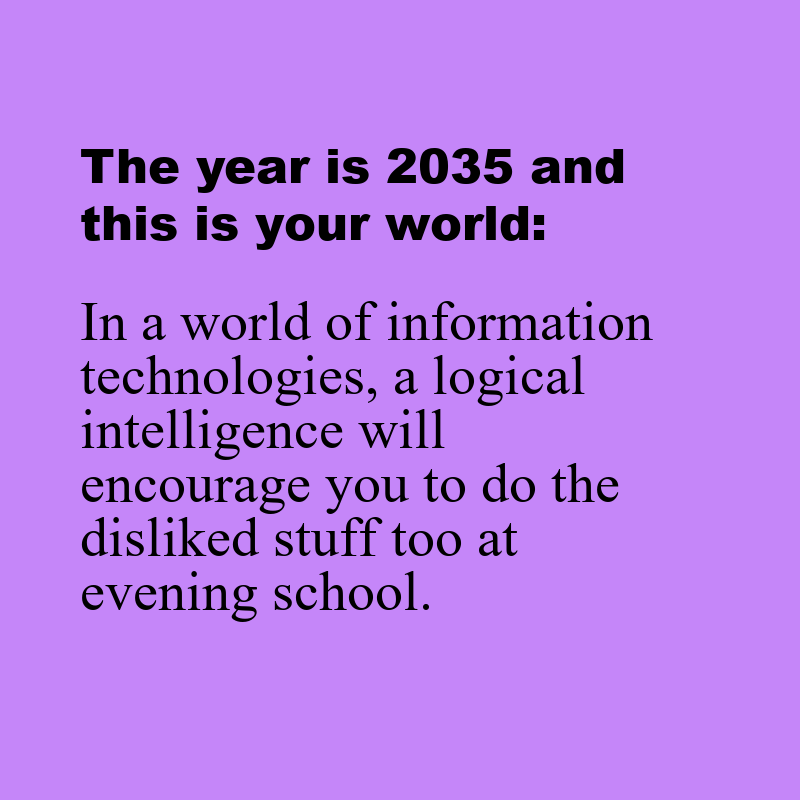 The year is 2035 and
this is your world:
In a world of information
technologies, a logical
intelligence will
encourage you to do the
disliked stuff too at
evening school.